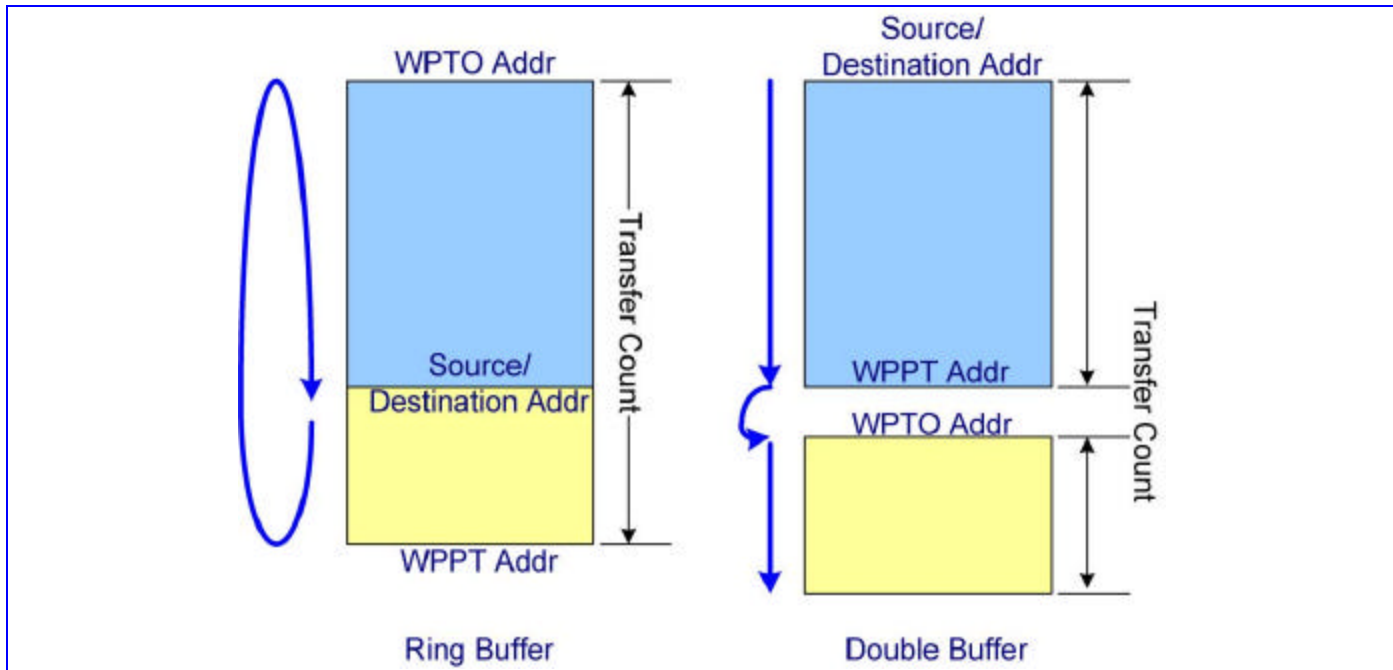 WPTO Addr
Transfer Count
Source/
Destination Addr
WPPT Addr
Ring Buffer
Source/
Destination Addr
WPPT Addr
WPTO Addr
Transfer Count
Double Buffer